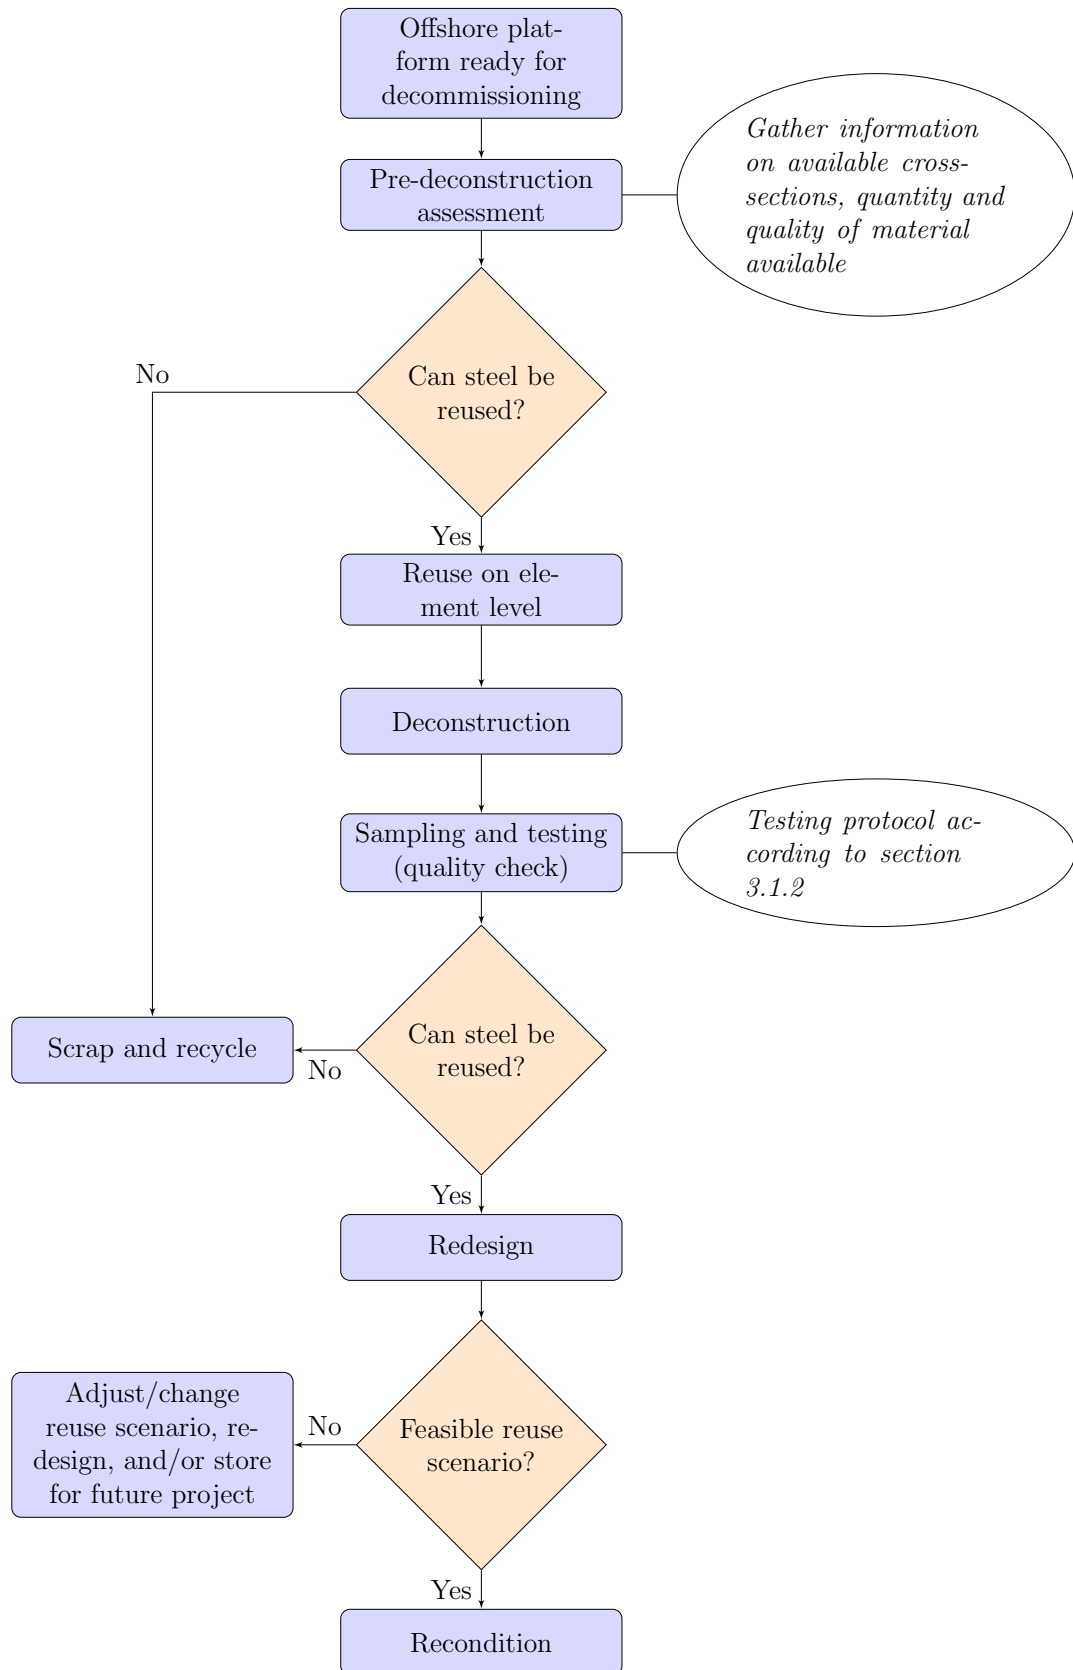 Offshore plat-
form ready for
decommissioning
Pre-deconstruction
assessment
Gather information
on available cross-
sections, quantity and
quality of material
available
Can steel be
reused?
No
Yes
Reuse on ele-
ment level
Deconstruction
Sampling and testing
(quality check)
Testing protocol ac-
cording to section
3.1.2
Can steel be
reused?
No
Scrap and recycle
Yes
Redesign
Feasible reuse
scenario?
No
Adjust/change
reuse scenario, re-
design, and/or store
for future project
Yes
Recondition